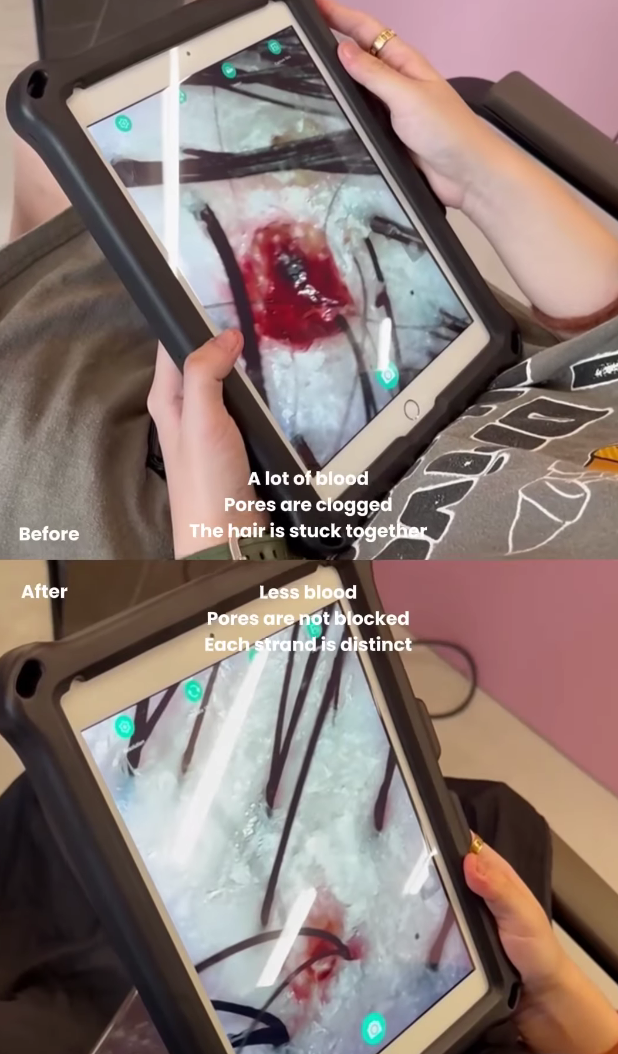 A lot of blood
Pores are clogged
The hair is stuck together
Before
After
Less blood
Pores are not blocked
Each strand is distinct